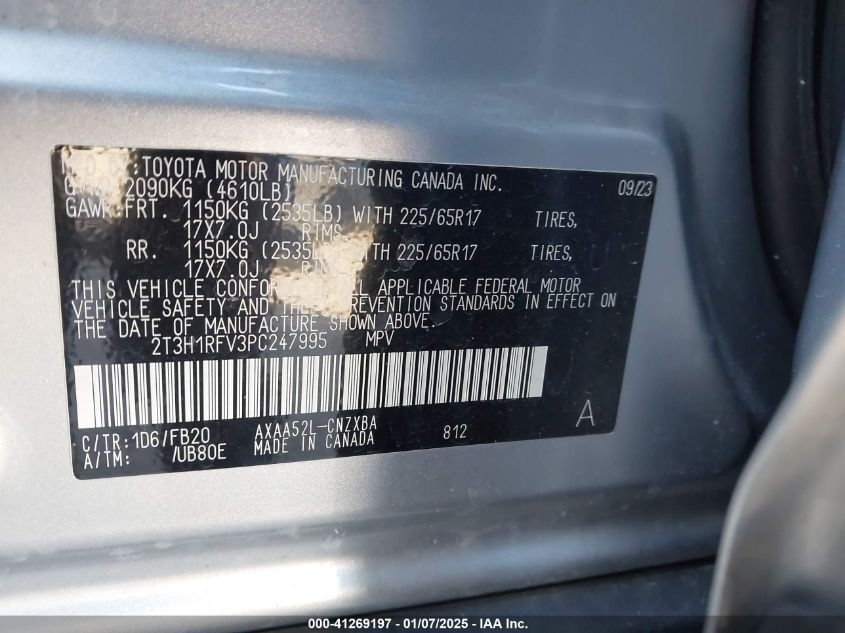 TOYOTA MOTOR MANUFACTURING CANADA INC. 09/23
2090KG (4610LB)
GAWR:FRT. 1150KG (2535LB) WITH 225/65R17 TIRES,
17X7.0J RIMS
RR. 1150KG WITH 225/65R17 TIRES,
17X7.0J
THIS VEHICLE ALL APPLICABLE FEDERAL MOTOR
VEHICLE SAFETY AND PREVENTION STANDARDS IN EFFECT ON
THE DATE OF MANUFACTURE SHOWN ABOVE.
2T3H1RFV3PC247995 MPV
C/TR:1D6/FB20 AXAA52L-CNZXBA
A/TM: /UB80E MADE IN CANADA 812 A
000-41269197 - 01/07/2025 - IAA Inc.